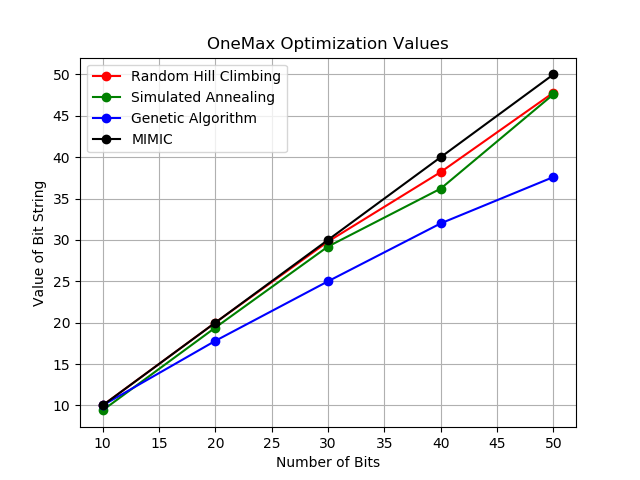 OneMax Optimization Values
Random Hill Climbing
Simulated Annealing
Genetic Algorithm
MIMIC
Value of Bit String
50
45
40
35
30
25
20
15
10
10 15 20 25 30 35 40 45 50
Number of Bits